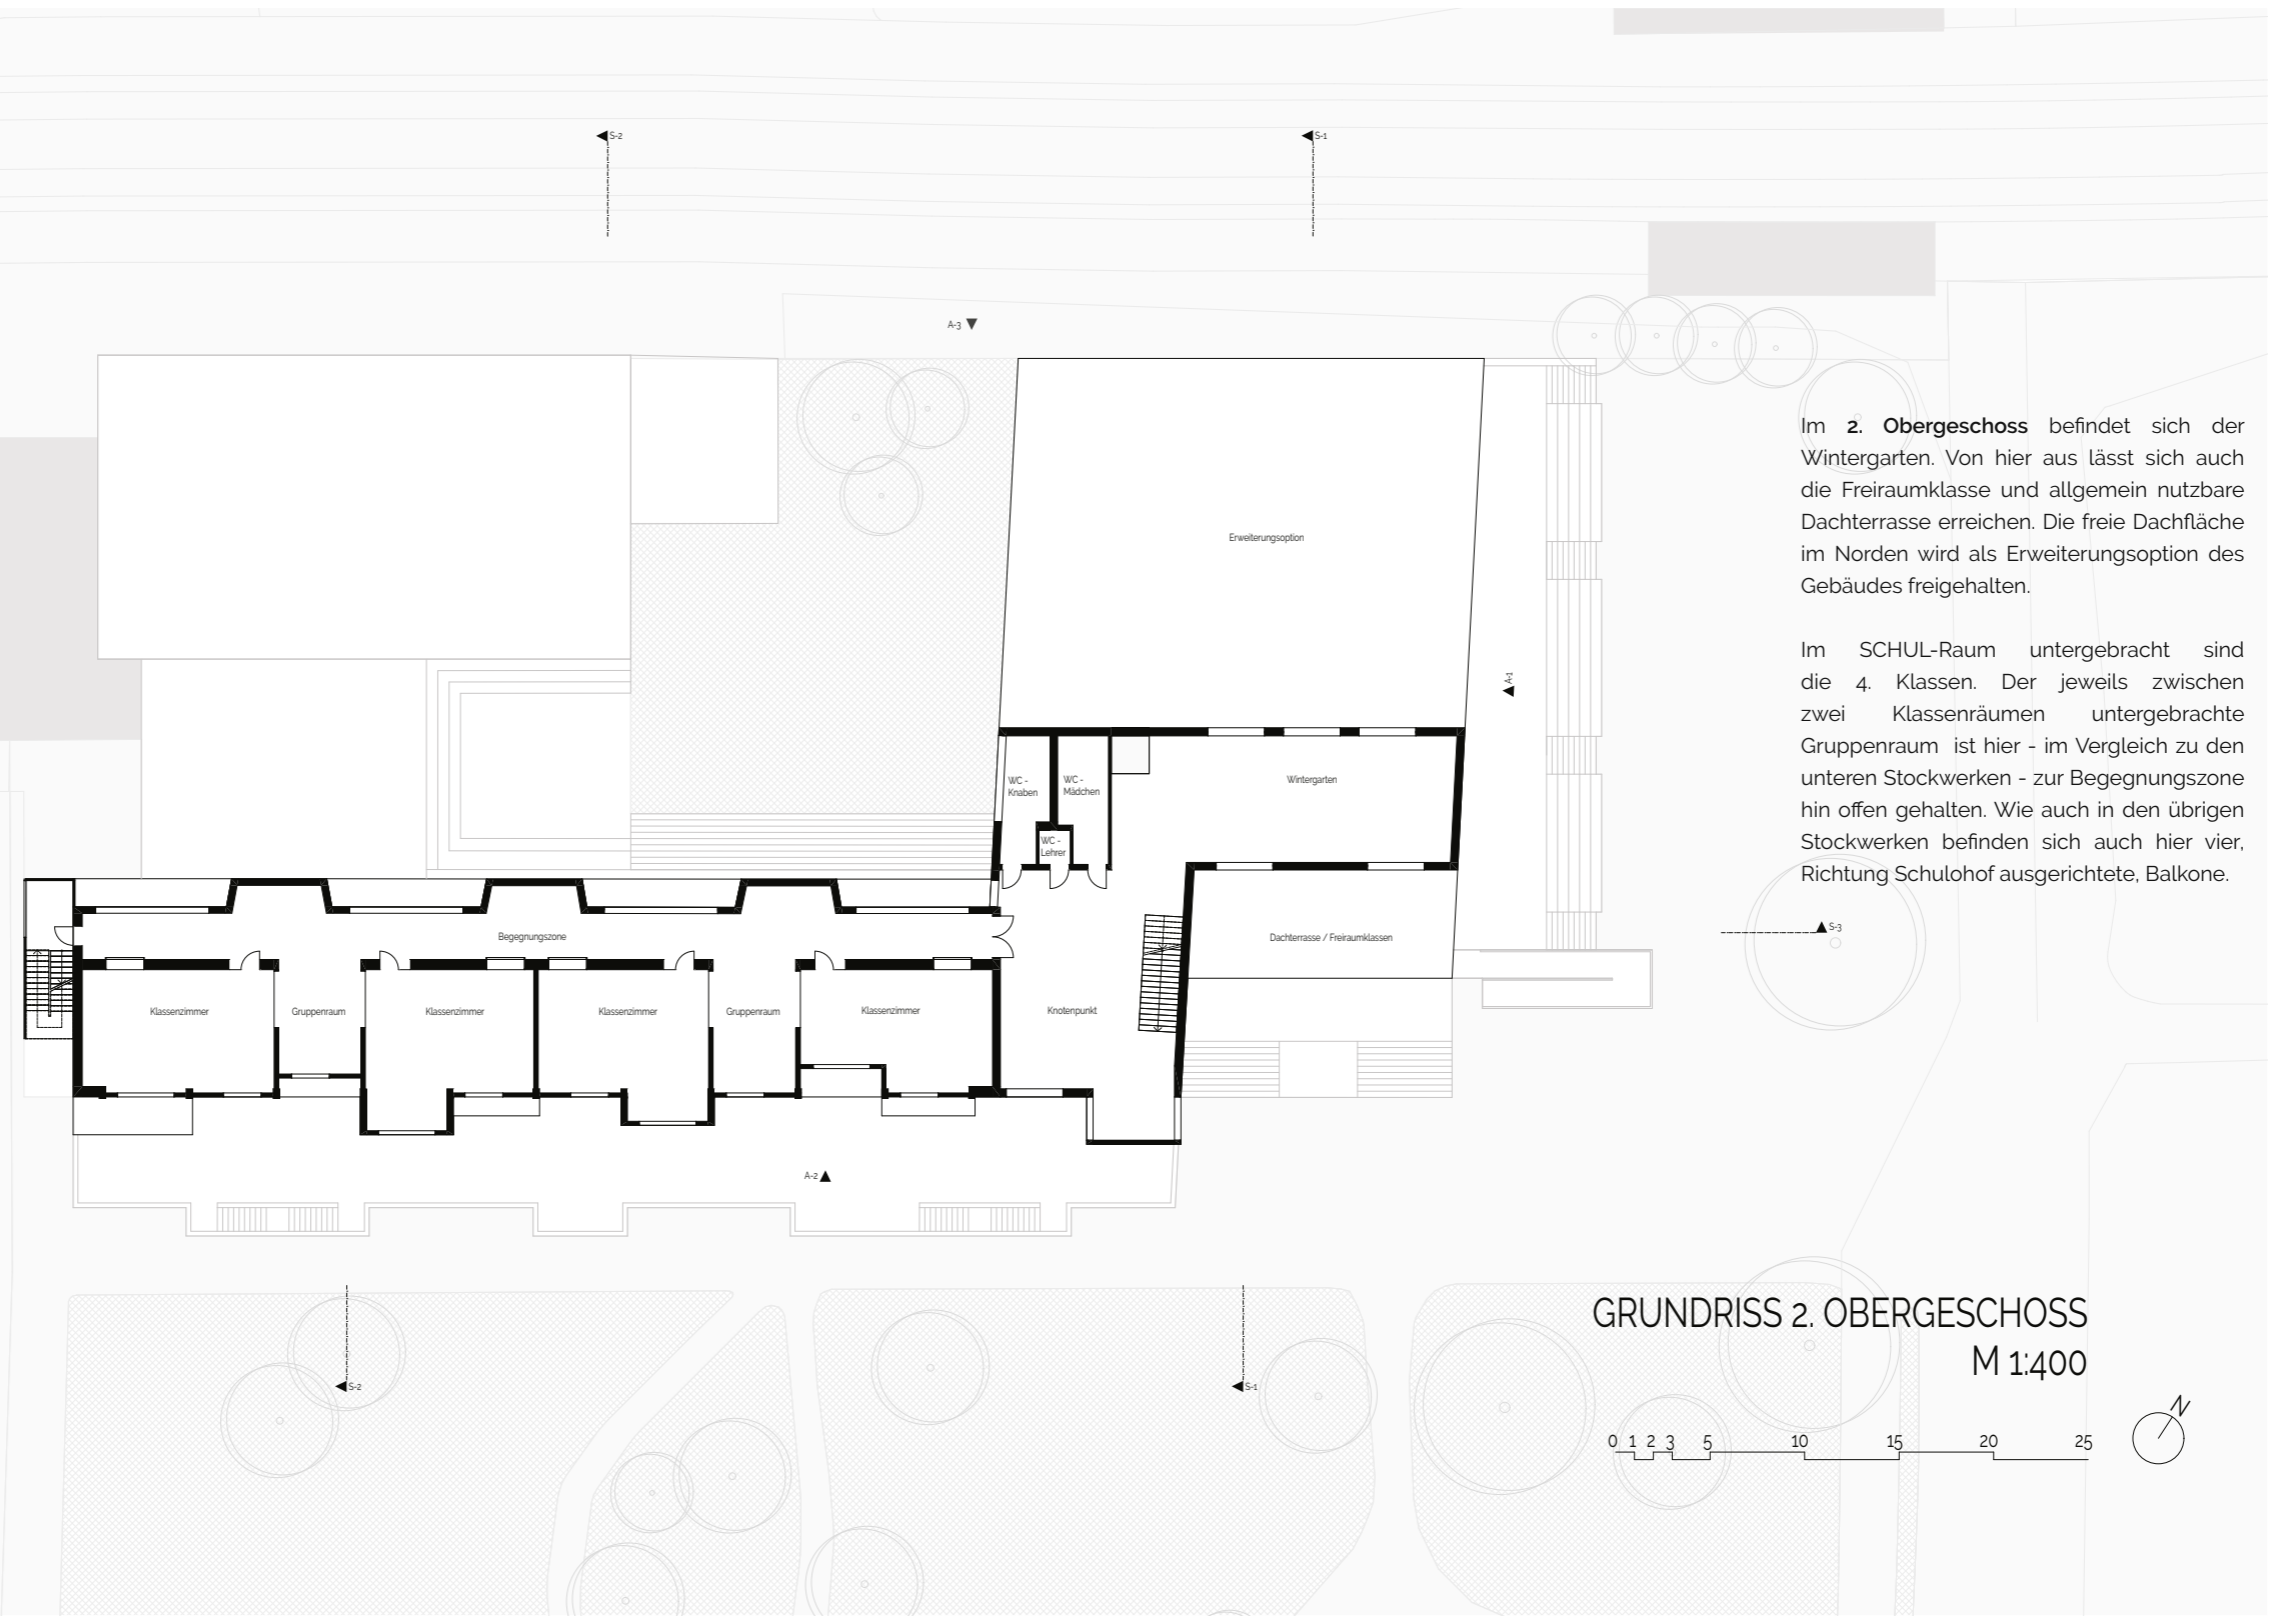 S-2
S-1
A-3
Im 2. Obergeschoss befindet sich der
Wintergarten. Von hier aus lässt sich auch
die Freiraumklasse und allgemein nutzbare
Dachterrasse erreichen. Die freie Dachfläche
im Norden wird als Erweiterungsoption des
Gebäudes freigehalten.
Im SCHUL-Raum untergebracht sind
die 4. Klassen. Der jeweils zwischen
zwei Klassenräumen untergebrachte
Gruppenraum ist hier - im Vergleich zu den
unteren Stockwerken - zur Begegnungszone
hin offen gehalten. Wie auch in den übrigen
Stockwerken befinden sich auch hier vier,
Richtung Schulohof ausgerichtete, Balkone.
Erweiterungsoption
A-1
WC -
Knaben
WC -
Mädchen
Wintergarten
WC -
Lehrer
Begegnungszone
Dachterrasse / Freiraumklassen
S-3
Klassenzimmer
Gruppenraum
Klassenzimmer
Klassenzimmer
Gruppenraum
Klassenzimmer
Knotenpunkt
A-2
S-2
S-1
GRUNDRISS 2. OBERGESCHOSS
M 1:400
N
0 1 2 3 5 10 15 20 25